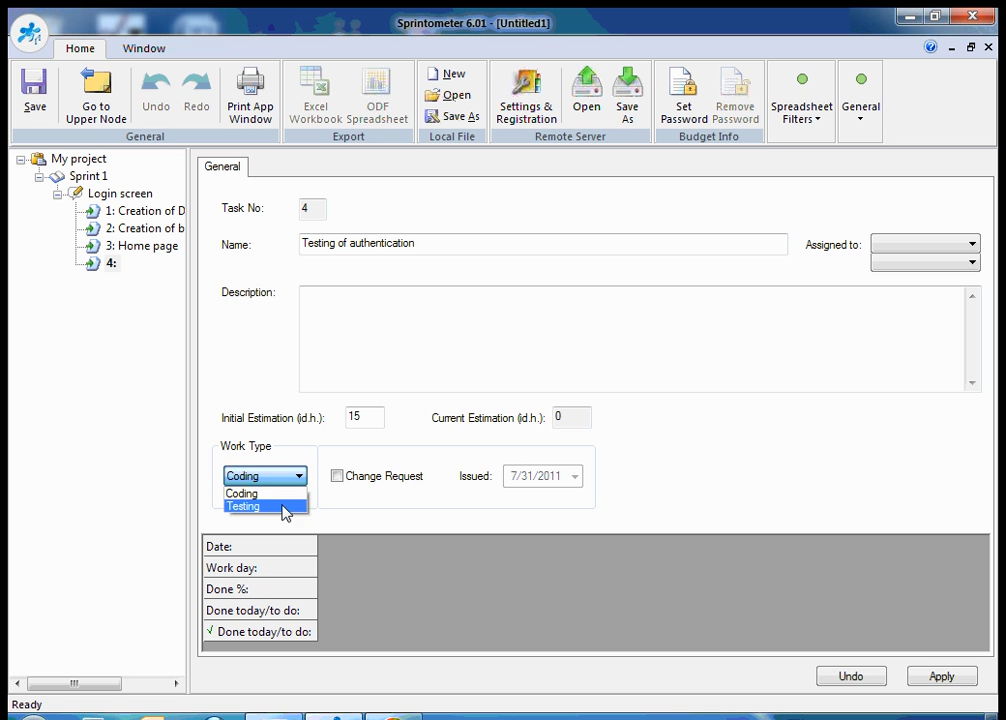 Sprintometer 6.01 - [Untitled1]
Home
Window
Save
Go to
Upper Node
Undo
Redo
Print App
Window
General
Excel
Workbook
ODF
Spreadsheet
Export
New
Open
Save As
Local File
Settings &
Registration
Open
Save
As
Remote Server
Set
Password
Remove
Password
Budget Info
Spreadsheet
Filters
General
My project
Sprint 1
Login screen
1: Creation of D
2: Creation of b
3: Home page
4:
General
Task No:
4
Name:
Testing of authentication
Assigned to:
Description:
Initial Estimation (id.h.):
15
Current Estimation (id.h.):
0
Work Type
Coding
Change Request
Issued:
7/31/2011
Coding
Testing
Date:
Work day:
Done %:
Done today/to do:
√ Done today/to do:
Undo
Apply
Ready